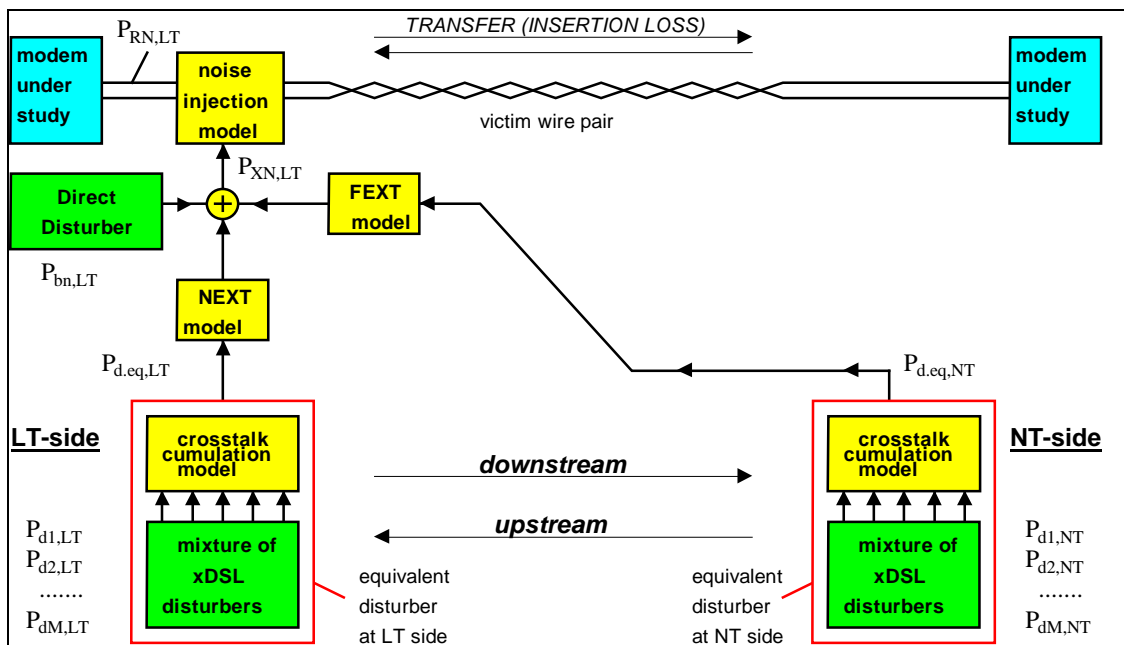 P_RN,LT
TRANSFER (INSERTION LOSS)
modem
under
study
noise
injection
model
victim wire pair
modem
under
study
P_XN,LT
Direct
Disturber
FEXT
model
P_bn,LT
NEXT
model
P_d.eq,LT
P_d.eq,NT
LT-side
crosstalk
cumulation
model
downstream
crosstalk
cumulation
model
NT-side
upstream
P_d1,LT
P_d2,LT
.......
P_dM,LT
mixture of
xDSL
disturbers
equivalent
disturber
at LT side
equivalent
disturber
at NT side
mixture of
xDSL
disturbers
P_d1,NT
P_d2,NT
.......
P_dM,NT